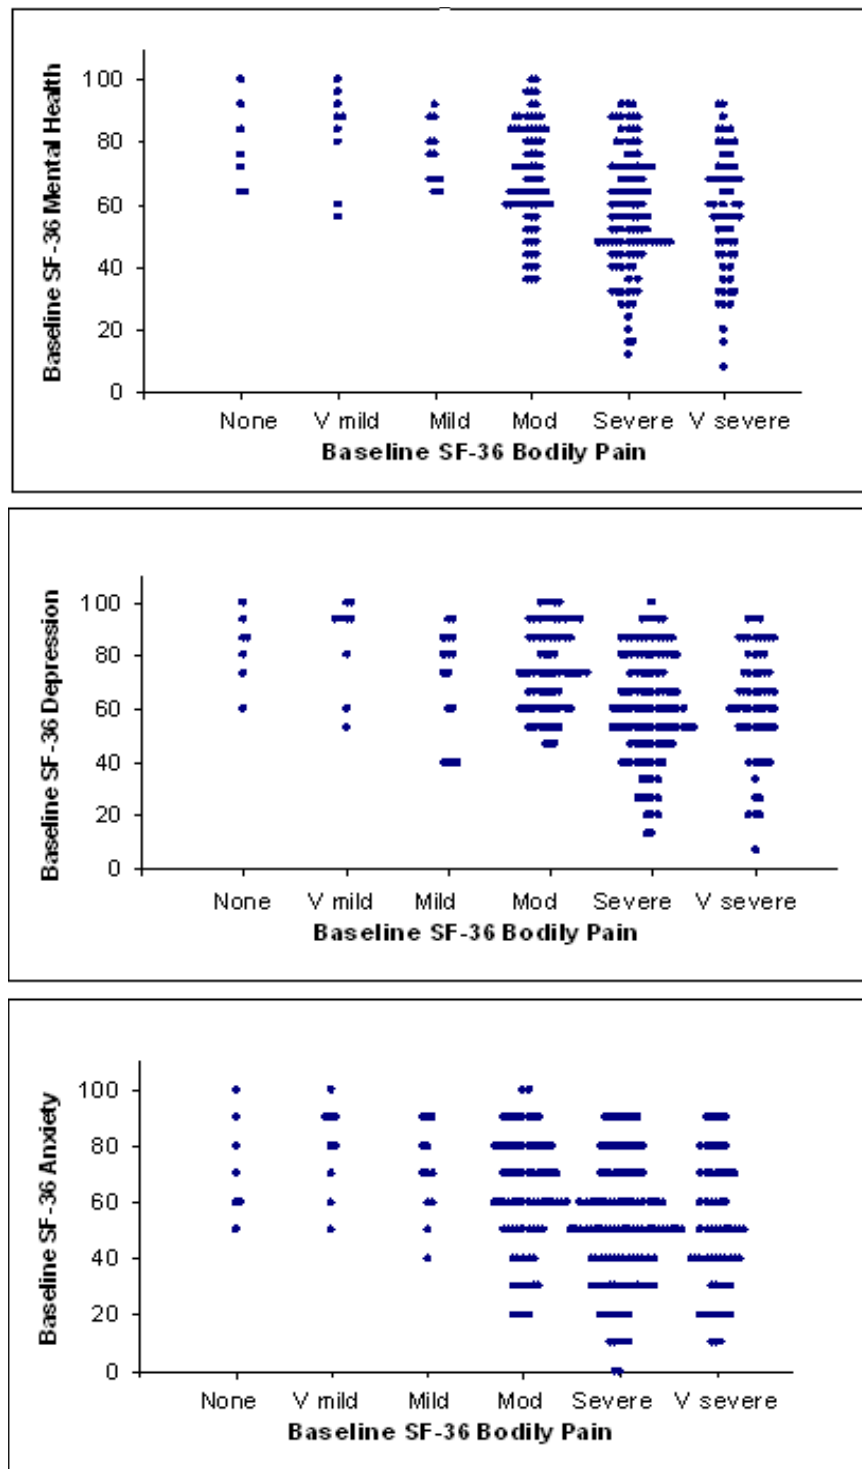 Baseline SF-36 Mental Health
100
80
60
40
20
0
None V mild Mild Mod Severe V severe
Baseline SF-36 Bodily Pain
Baseline SF-36 Depression
100
80
60
40
20
0
None V mild Mild Mod Severe V severe
Baseline SF-36 Bodily Pain
Baseline SF-36 Anxiety
100
80
60
40
20
0
None V mild Mild Mod Severe V severe
Baseline SF-36 Bodily Pain